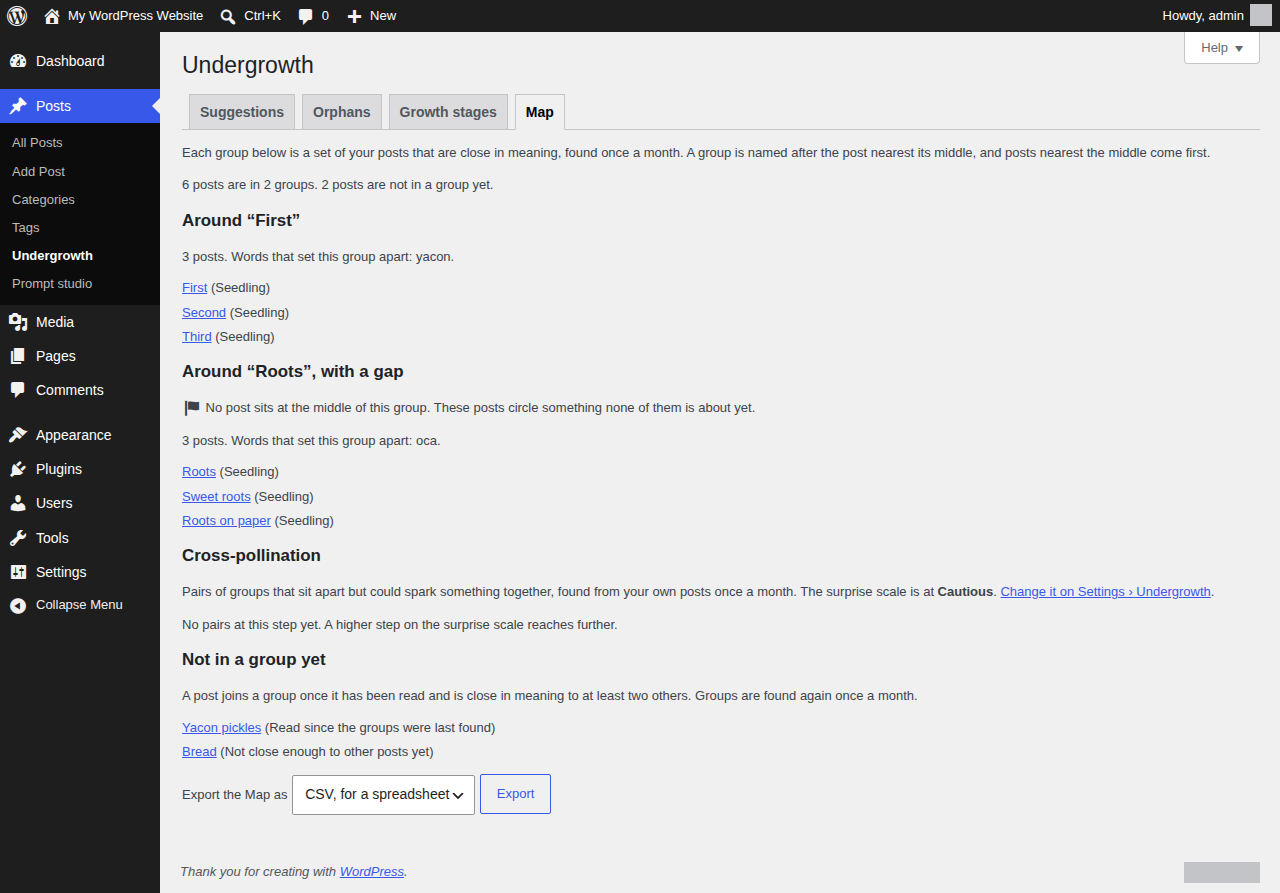 My WordPress Website Ctrl+K 0 New Howdy, admin
Help
Dashboard
Posts
All Posts
Add Post
Categories
Tags
Undergrowth
Prompt studio
Media
Pages
Comments
Appearance
Plugins
Users
Tools
Settings
Collapse Menu
Undergrowth
Suggestions Orphans Growth stages Map
Each group below is a set of your posts that are close in meaning, found once a month. A group is named after the post nearest its middle, and posts nearest the middle come first.
6 posts are in 2 groups. 2 posts are not in a group yet.
Around “First”
3 posts. Words that set this group apart: yacon.
First (Seedling)
Second (Seedling)
Third (Seedling)
Around “Roots”, with a gap
No post sits at the middle of this group. These posts circle something none of them is about yet.
3 posts. Words that set this group apart: oca.
Roots (Seedling)
Sweet roots (Seedling)
Roots on paper (Seedling)
Cross-pollination
Pairs of groups that sit apart but could spark something together, found from your own posts once a month. The surprise scale is at Cautious. Change it on Settings › Undergrowth.
No pairs at this step yet. A higher step on the surprise scale reaches further.
Not in a group yet
A post joins a group once it has been read and is close in meaning to at least two others. Groups are found again once a month.
Yacon pickles (Read since the groups were last found)
Bread (Not close enough to other posts yet)
Export the Map as CSV, for a spreadsheet Export
Thank you for creating with WordPress.